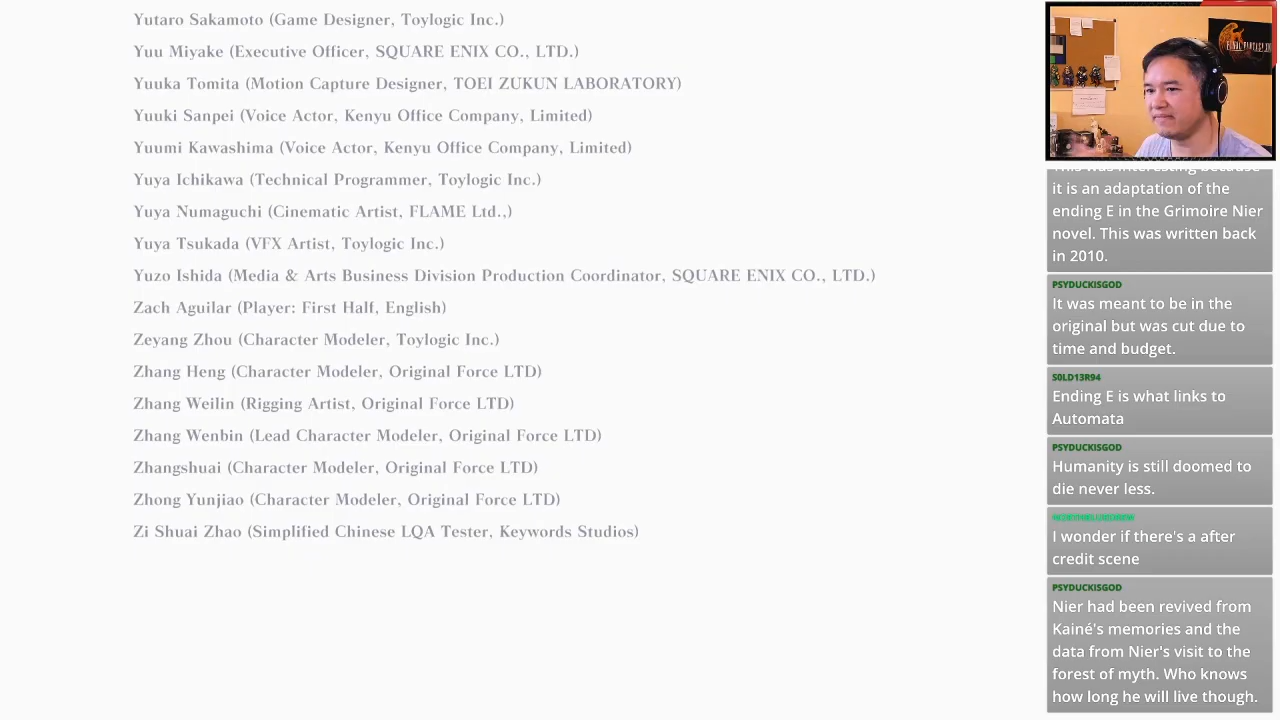 Yutaro Sakamoto (Game Designer, Toylogic Inc.)
Yuu Miyake (Executive Officer, SQUARE ENIX CO., LTD.)
Yuuka Tomita (Motion Capture Designer, TOEI ZUKUN LABORATORY)
Yuuki Sanpei (Voice Actor, Kenyu Office Company, Limited)
Yuumi Kawashima (Voice Actor, Kenyu Office Company, Limited)
Yuya Ichikawa (Technical Programmer, Toylogic Inc.)
Yuya Numaguchi (Cinematic Artist, FLAME Ltd.,)
Yuya Tsukada (VFX Artist, Toylogic Inc.)
Yuzo Ishida (Media & Arts Business Division Production Coordinator, SQUARE ENIX CO., LTD.)
Zach Aguilar (Player: First Half, English)
Zeyang Zhou (Character Modeler, Toylogic Inc.)
Zhang Heng (Character Modeler, Original Force LTD)
Zhang Weilin (Rigging Artist, Original Force LTD)
Zhang Wenbin (Lead Character Modeler, Original Force LTD)
Zhangshuai (Character Modeler, Original Force LTD)
Zhong Yunjiao (Character Modeler, Original Force LTD)
Zi Shuai Zhao (Simplified Chinese LQA Tester, Keywords Studios)
FINAL FANTASY XIV
This was interesting because
it is an adaptation of the
ending E in the Grimoire Nier
novel. This was written back
in 2010.
PSYDUCKISGOD
It was meant to be in the
original but was cut due to
time and budget.
S0LD13R94
Ending E is what links to
Automata
PSYDUCKISGOD
Humanity is still doomed to
die never less.
I wonder if there's a after
credit scene
PSYDUCKISGOD
Nier had been revived from
Kainé's memories and the
data from Nier's visit to the
forest of myth. Who knows
how long he will live though.